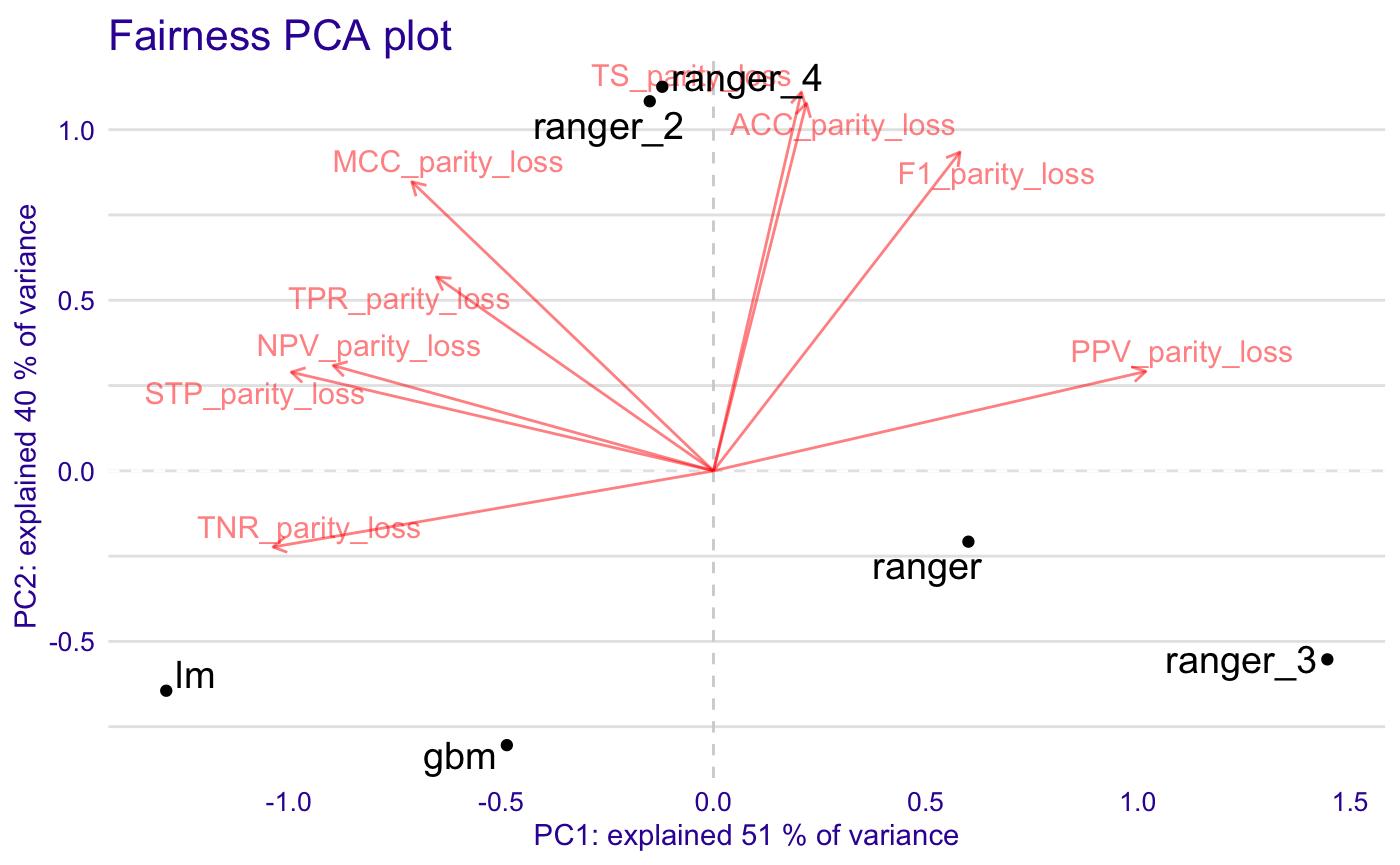 Fairness PCA plot
TS_parity_loss
ranger_4
ranger_2
ACC_parity_loss
MCC_parity_loss
F1_parity_loss
TPR_parity_loss
NPV_parity_loss
PPV_parity_loss
STP_parity_loss
TNR_parity_loss
ranger
ranger_3
lm
gbm
PC2: explained 40 % of variance
1.0
0.5
0.0
-0.5
-1.0
-0.5
0.0
0.5
1.0
1.5
PC1: explained 51 % of variance